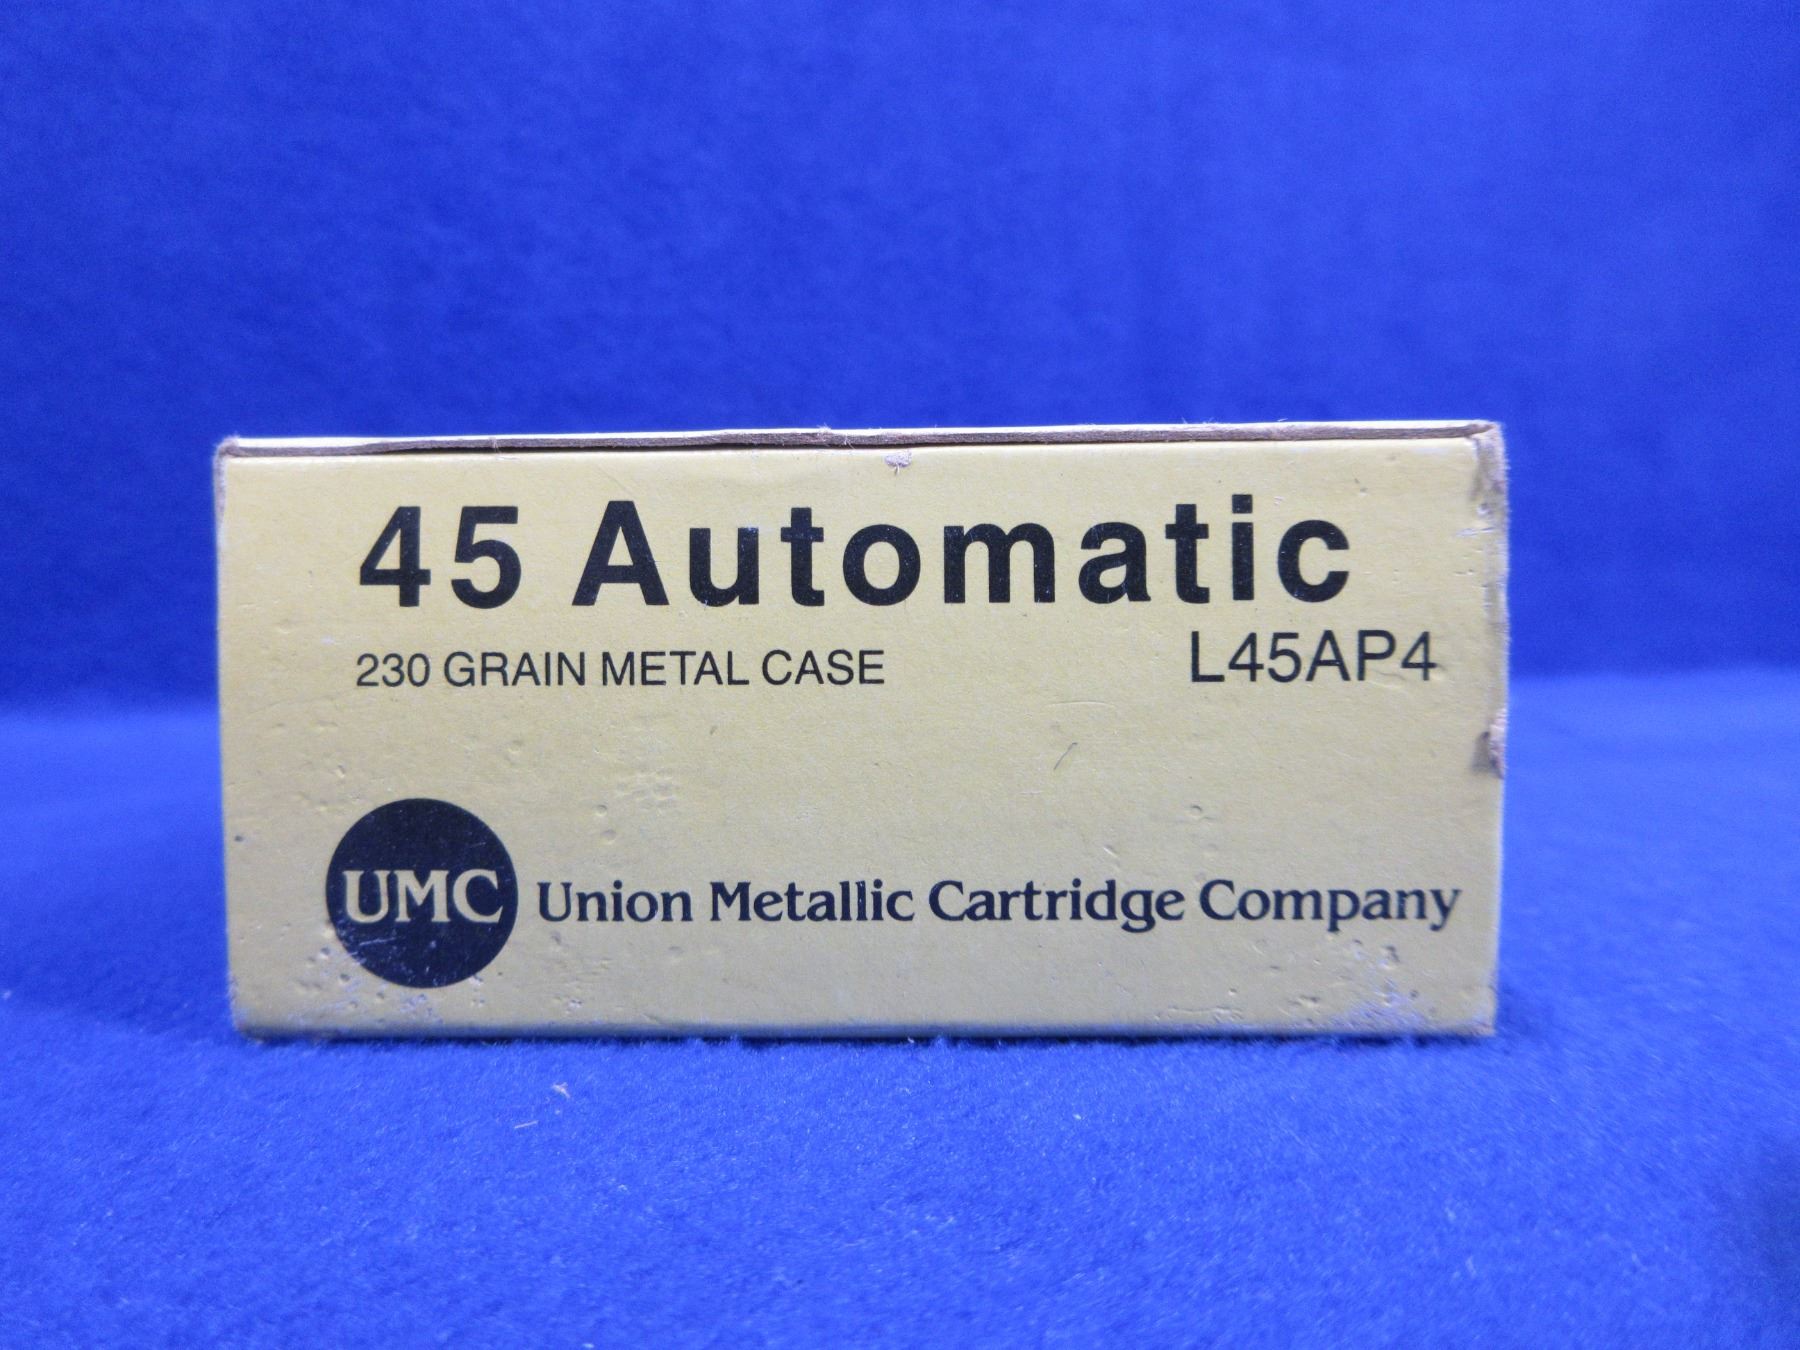 45 Automatic
230 GRAIN METAL CASE L45AP4
UMC Union Metallic Cartridge Company